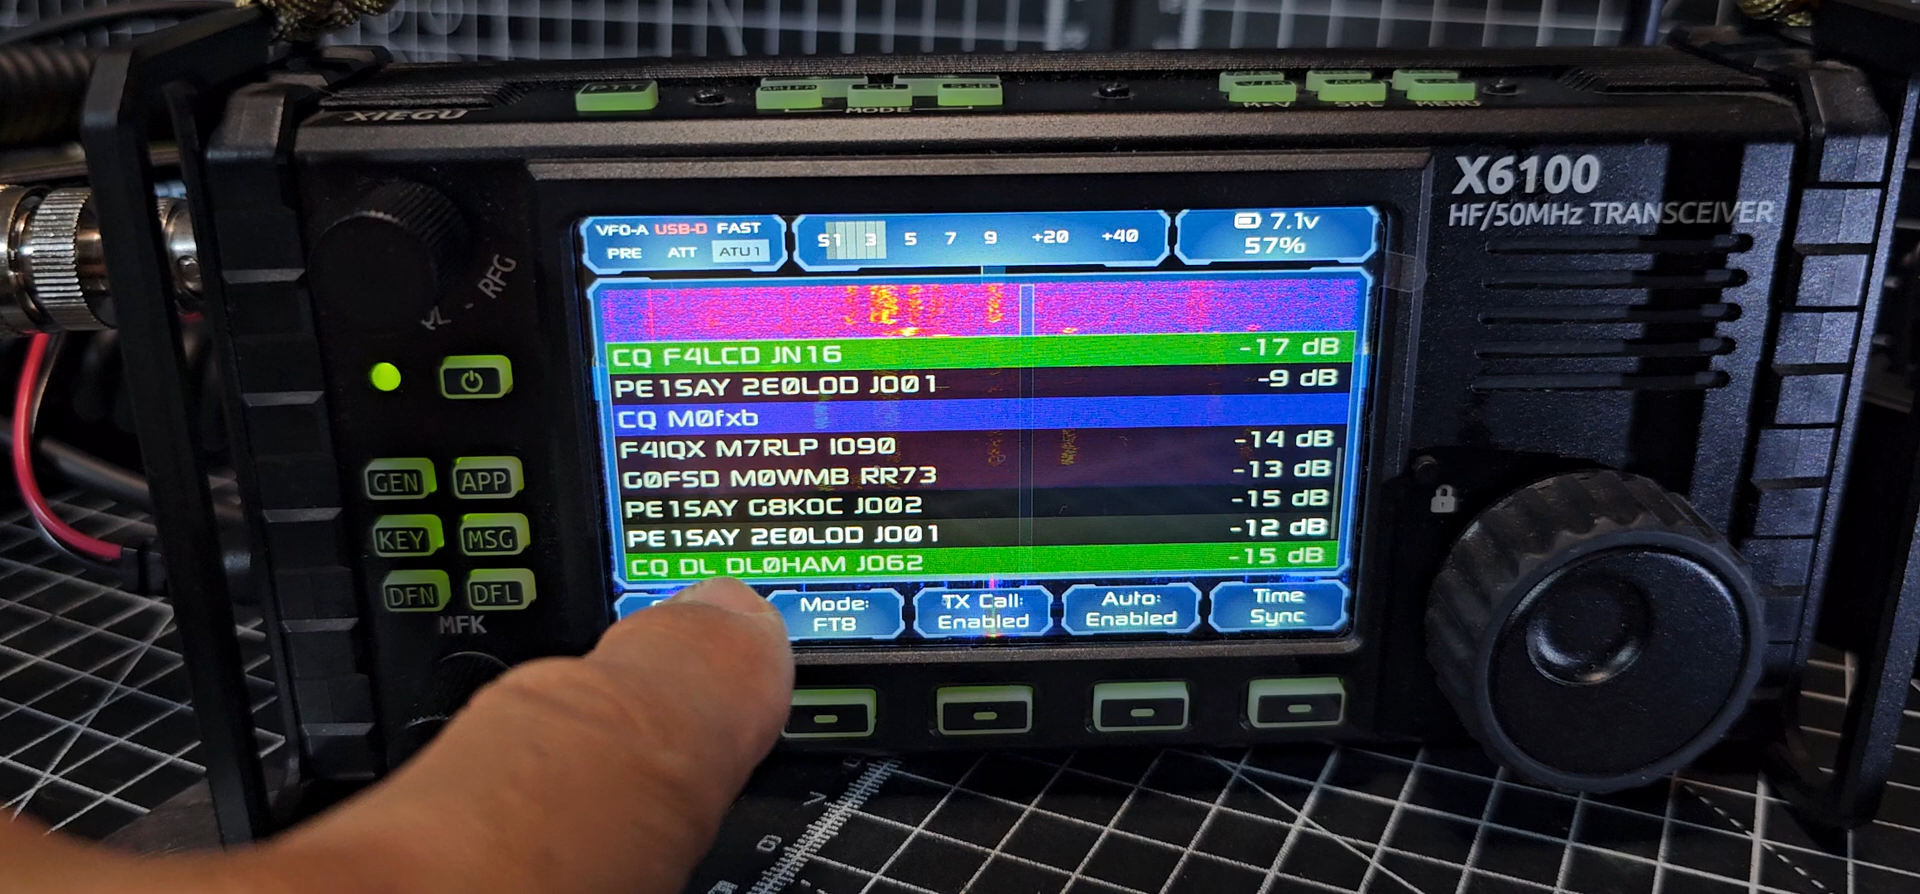 PTT
MODE
M►V
SPL
MENU
XIEGU
X6100
HF/50MHz TRANSCEIVER
VFO-A USB-D FAST
PRE ATT ATU1
S1 3 5 7 9 +20 +40
7.1v
57%
RFG
CQ F4LCD JN16 -17 dB
PE1SAY 2E0LOD JO01 -9 dB
CQ M0fxb
F4IQX M7RLP IO90 -14 dB
G0FSD M0WMB RR73 -13 dB
PE1SAY G8KOC JO02 -15 dB
PE1SAY 2E0LOD JO01 -12 dB
CQ DL DL0HAM JO62 -15 dB
GEN APP
KEY MSG
DFN DFL
MFK
Mode:
FT8
TX Call:
Enabled
Auto:
Enabled
Time
Sync